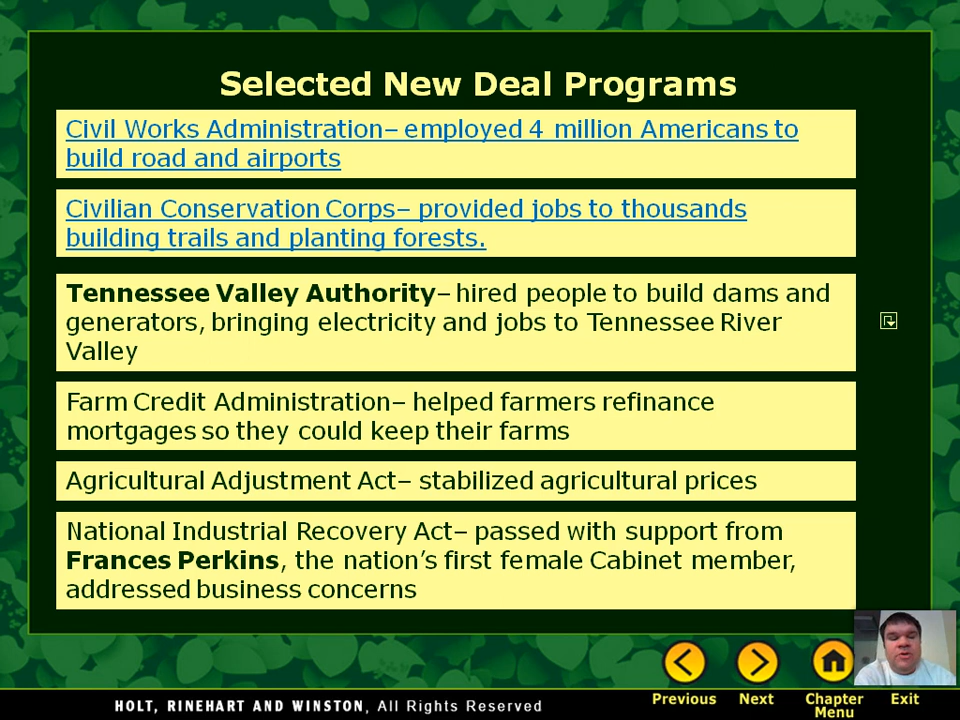 Selected New Deal Programs
Civil Works Administration– employed 4 million Americans to
build road and airports
Civilian Conservation Corps– provided jobs to thousands
building trails and planting forests.
Tennessee Valley Authority– hired people to build dams and
generators, bringing electricity and jobs to Tennessee River
Valley
Farm Credit Administration– helped farmers refinance
mortgages so they could keep their farms
Agricultural Adjustment Act– stabilized agricultural prices
National Industrial Recovery Act– passed with support from
Frances Perkins, the nation’s first female Cabinet member,
addressed business concerns
Previous Next Chapter Menu Exit
HOLT, RINEHART AND WINSTON, All Rights Reserved